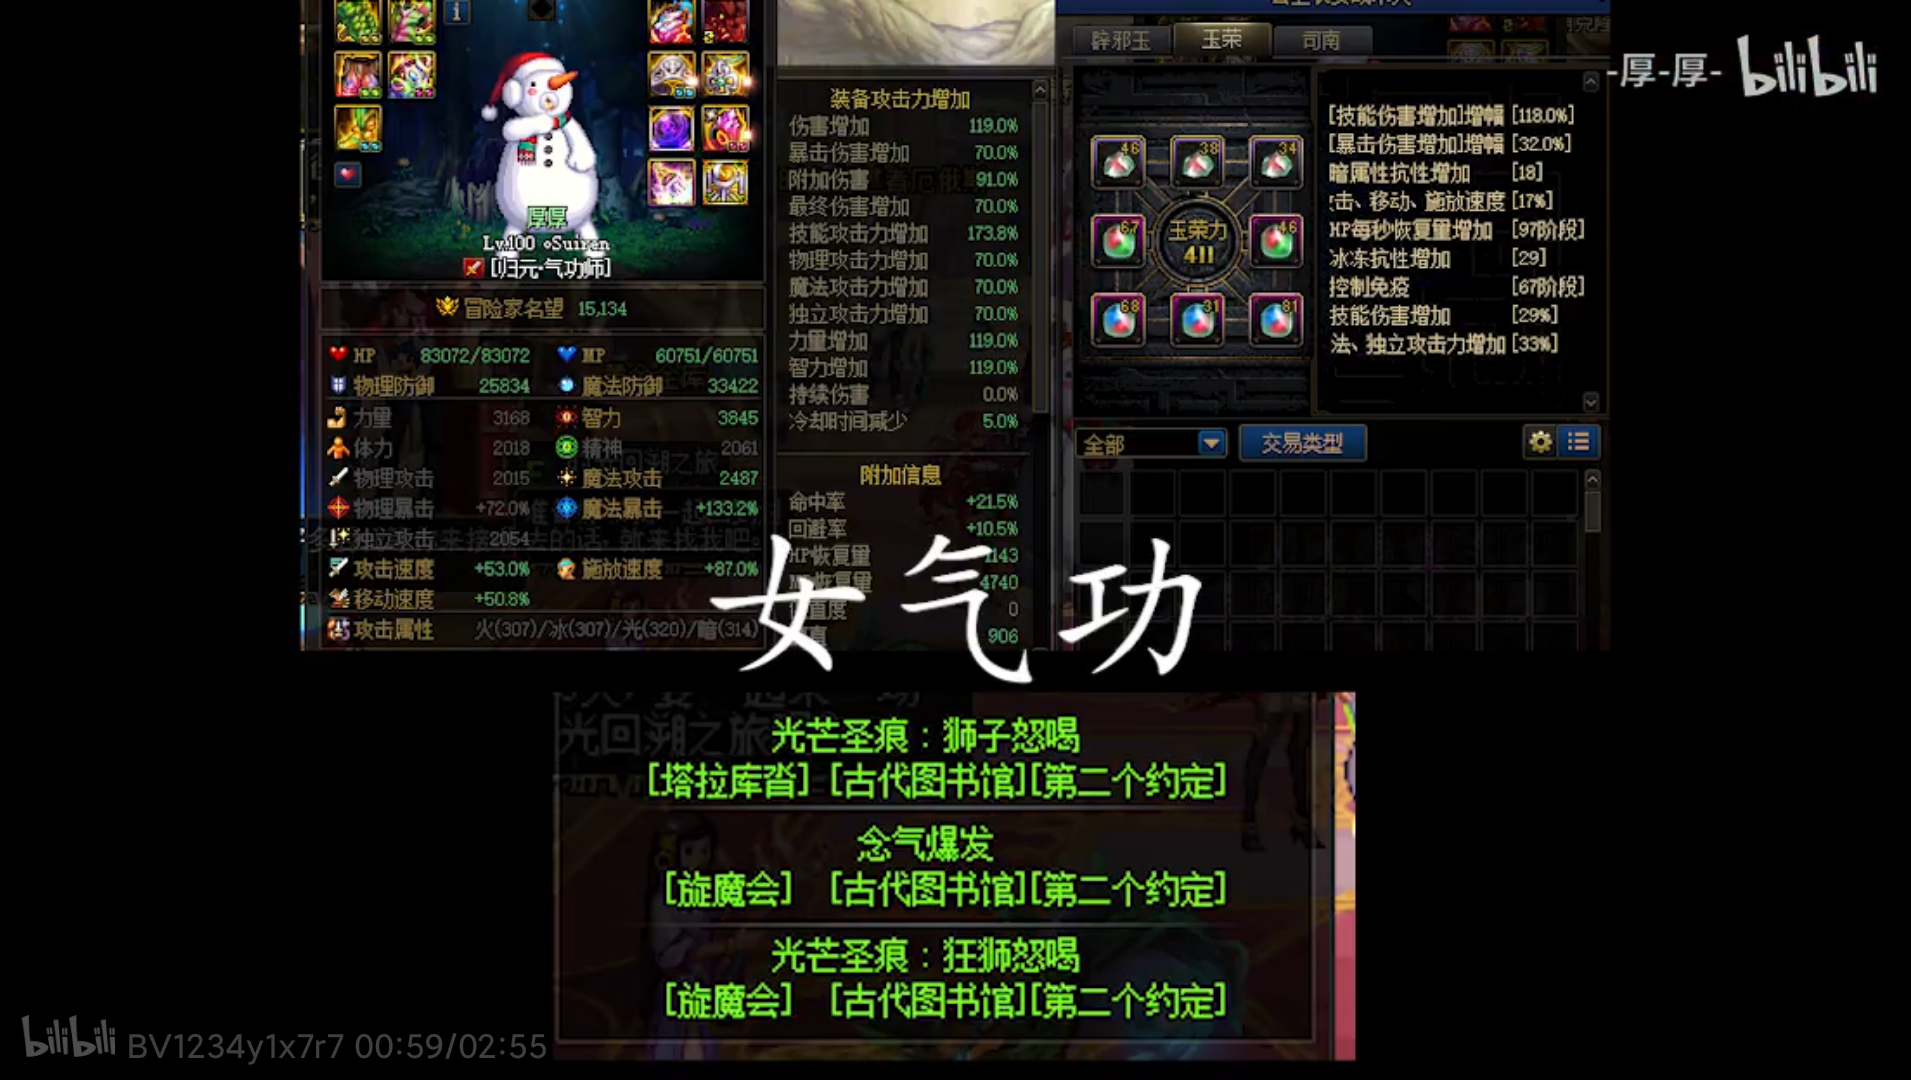 厚厚
Lv.100 ◇Suiren
[归元·气功师]
冒险家名望 15,134
HP 83072/83072 MP 60751/60751
物理防御 25834 魔法防御 33422
力量 3168 智力 3845
体力 2018 精神 2061
物理攻击 2015 魔法攻击 2487
物理暴击 +72.0% 魔法暴击 +133.2%
独立攻击 2054
攻击速度 +53.0% 施放速度 +87.0%
移动速度 +50.8%
攻击属性 火(307)/冰(307)/光(320)/暗(314)
装备攻击力增加
伤害增加 119.0%
暴击伤害增加 70.0%
附加伤害 91.0%
最终伤害增加 70.0%
技能攻击力增加 173.8%
物理攻击力增加 70.0%
魔法攻击力增加 70.0%
独立攻击力增加 70.0%
力量增加 119.0%
智力增加 119.0%
持续伤害 0.0%
冷却时间减少 5.0%
附加信息
命中率 +21.5%
回避率 +10.5%
HP恢复量 1143
恢复量 4740
直度 0
906
辟邪玉 玉荣 司南
46 38 34
67 46
玉荣力
411
68 31 81
[技能伤害增加]增幅 [118.0%]
[暴击伤害增加]增幅 [32.0%]
暗属性抗性增加 [18]
击、移动、施放速度 [17%]
HP每秒恢复量增加 [97阶段]
冰冻抗性增加 [29]
控制免疫 [67阶段]
技能伤害增加 [29%]
法、独立攻击力增加 [33%]
全部 交易类型
-厚-厚- bilibili
女气功
光回溯之旅
光芒圣痕：狮子怒喝
[塔拉库沓] [古代图书馆][第二个约定]
念气爆发
[旋魔会] [古代图书馆][第二个约定]
光芒圣痕：狂狮怒喝
[旋魔会] [古代图书馆][第二个约定]
bilibili BV1234y1x7r7 00:59/02:55